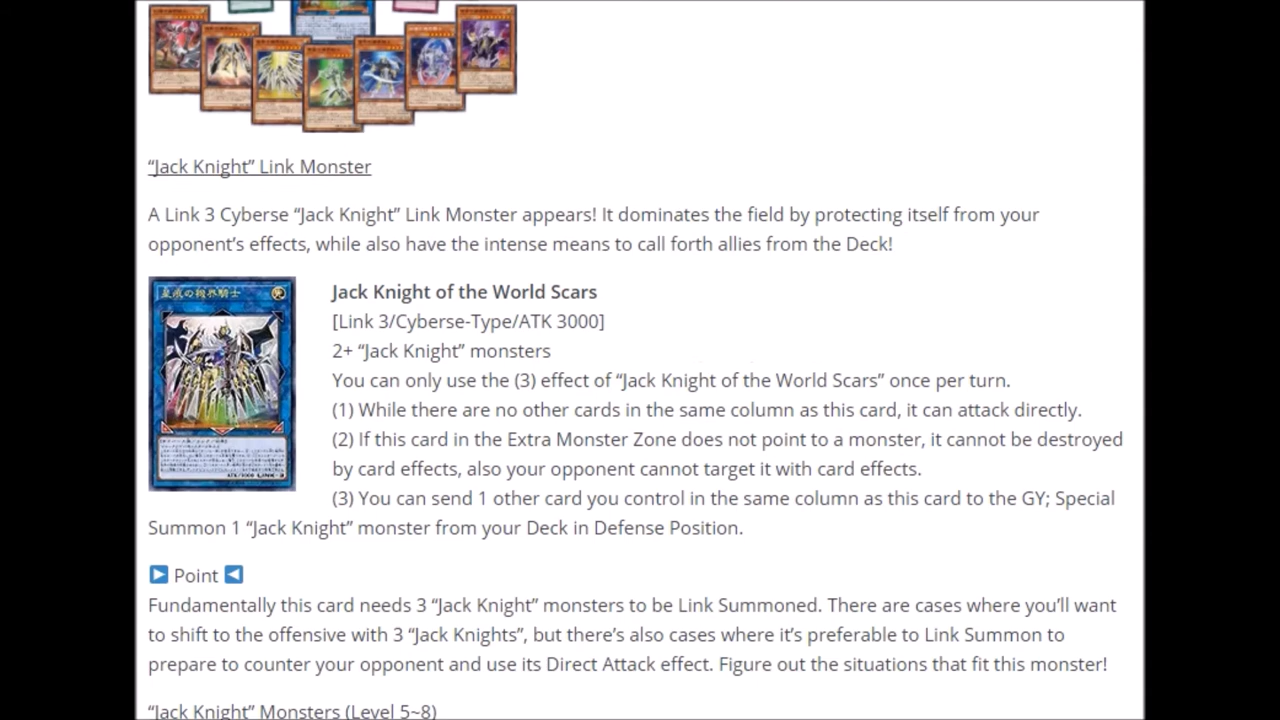 “Jack Knight” Link Monster
A Link 3 Cyberse “Jack Knight” Link Monster appears! It dominates the field by protecting itself from your
opponent’s effects, while also have the intense means to call forth allies from the Deck!
星痕の機界騎士
Jack Knight of the World Scars
[Link 3/Cyberse-Type/ATK 3000]
2+ “Jack Knight” monsters
You can only use the (3) effect of “Jack Knight of the World Scars” once per turn.
(1) While there are no other cards in the same column as this card, it can attack directly.
(2) If this card in the Extra Monster Zone does not point to a monster, it cannot be destroyed
by card effects, also your opponent cannot target it with card effects.
(3) You can send 1 other card you control in the same column as this card to the GY; Special
Summon 1 “Jack Knight” monster from your Deck in Defense Position.
Point
Fundamentally this card needs 3 “Jack Knight” monsters to be Link Summoned. There are cases where you’ll want
to shift to the offensive with 3 “Jack Knights”, but there’s also cases where it’s preferable to Link Summon to
prepare to counter your opponent and use its Direct Attack effect. Figure out the situations that fit this monster!
“Jack Knight” Monsters (Level 5~8)